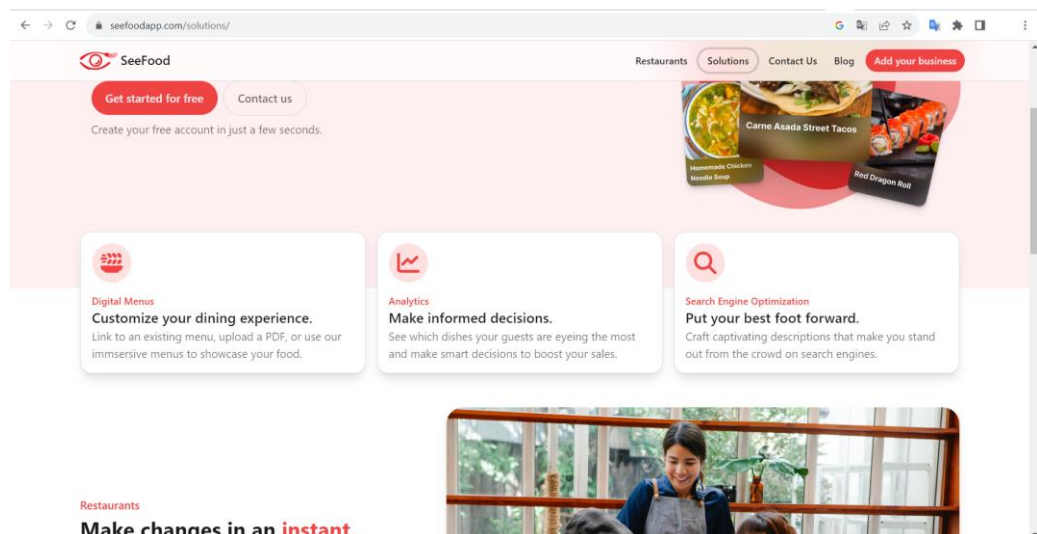 seefoodapp.com/solutions/
SeeFood
Restaurants Solutions Contact Us Blog Add your business
Get started for free Contact us
Create your free account in just a few seconds.
Carne Asada Street Tacos
Homemade Chicken
Noodle Soup
Red Dragon Roll
Digital Menus
Customize your dining experience.
Link to an existing menu, upload a PDF, or use our
immsersive menus to showcase your food.
Analytics
Make informed decisions.
See which dishes your guests are eyeing the most
and make smart decisions to boost your sales.
Search Engine Optimization
Put your best foot forward.
Craft captivating descriptions that make you stand
out from the crowd on search engines.
Restaurants
Make changes in an instant.